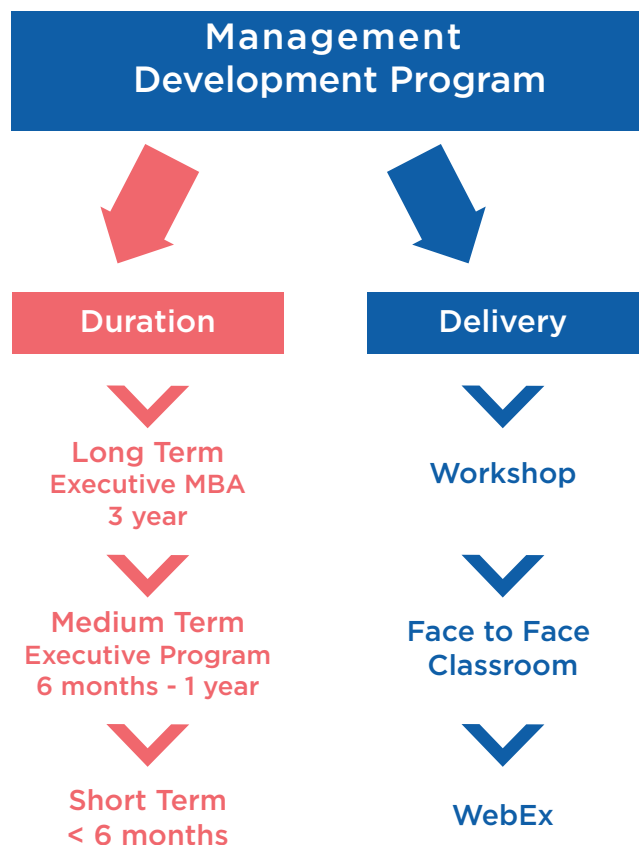 Management
Development Program
Duration
Long Term
Executive MBA
3 year
Medium Term
Executive Program
6 months - 1 year
Short Term
< 6 months
Delivery
Workshop
Face to Face
Classroom
WebEx